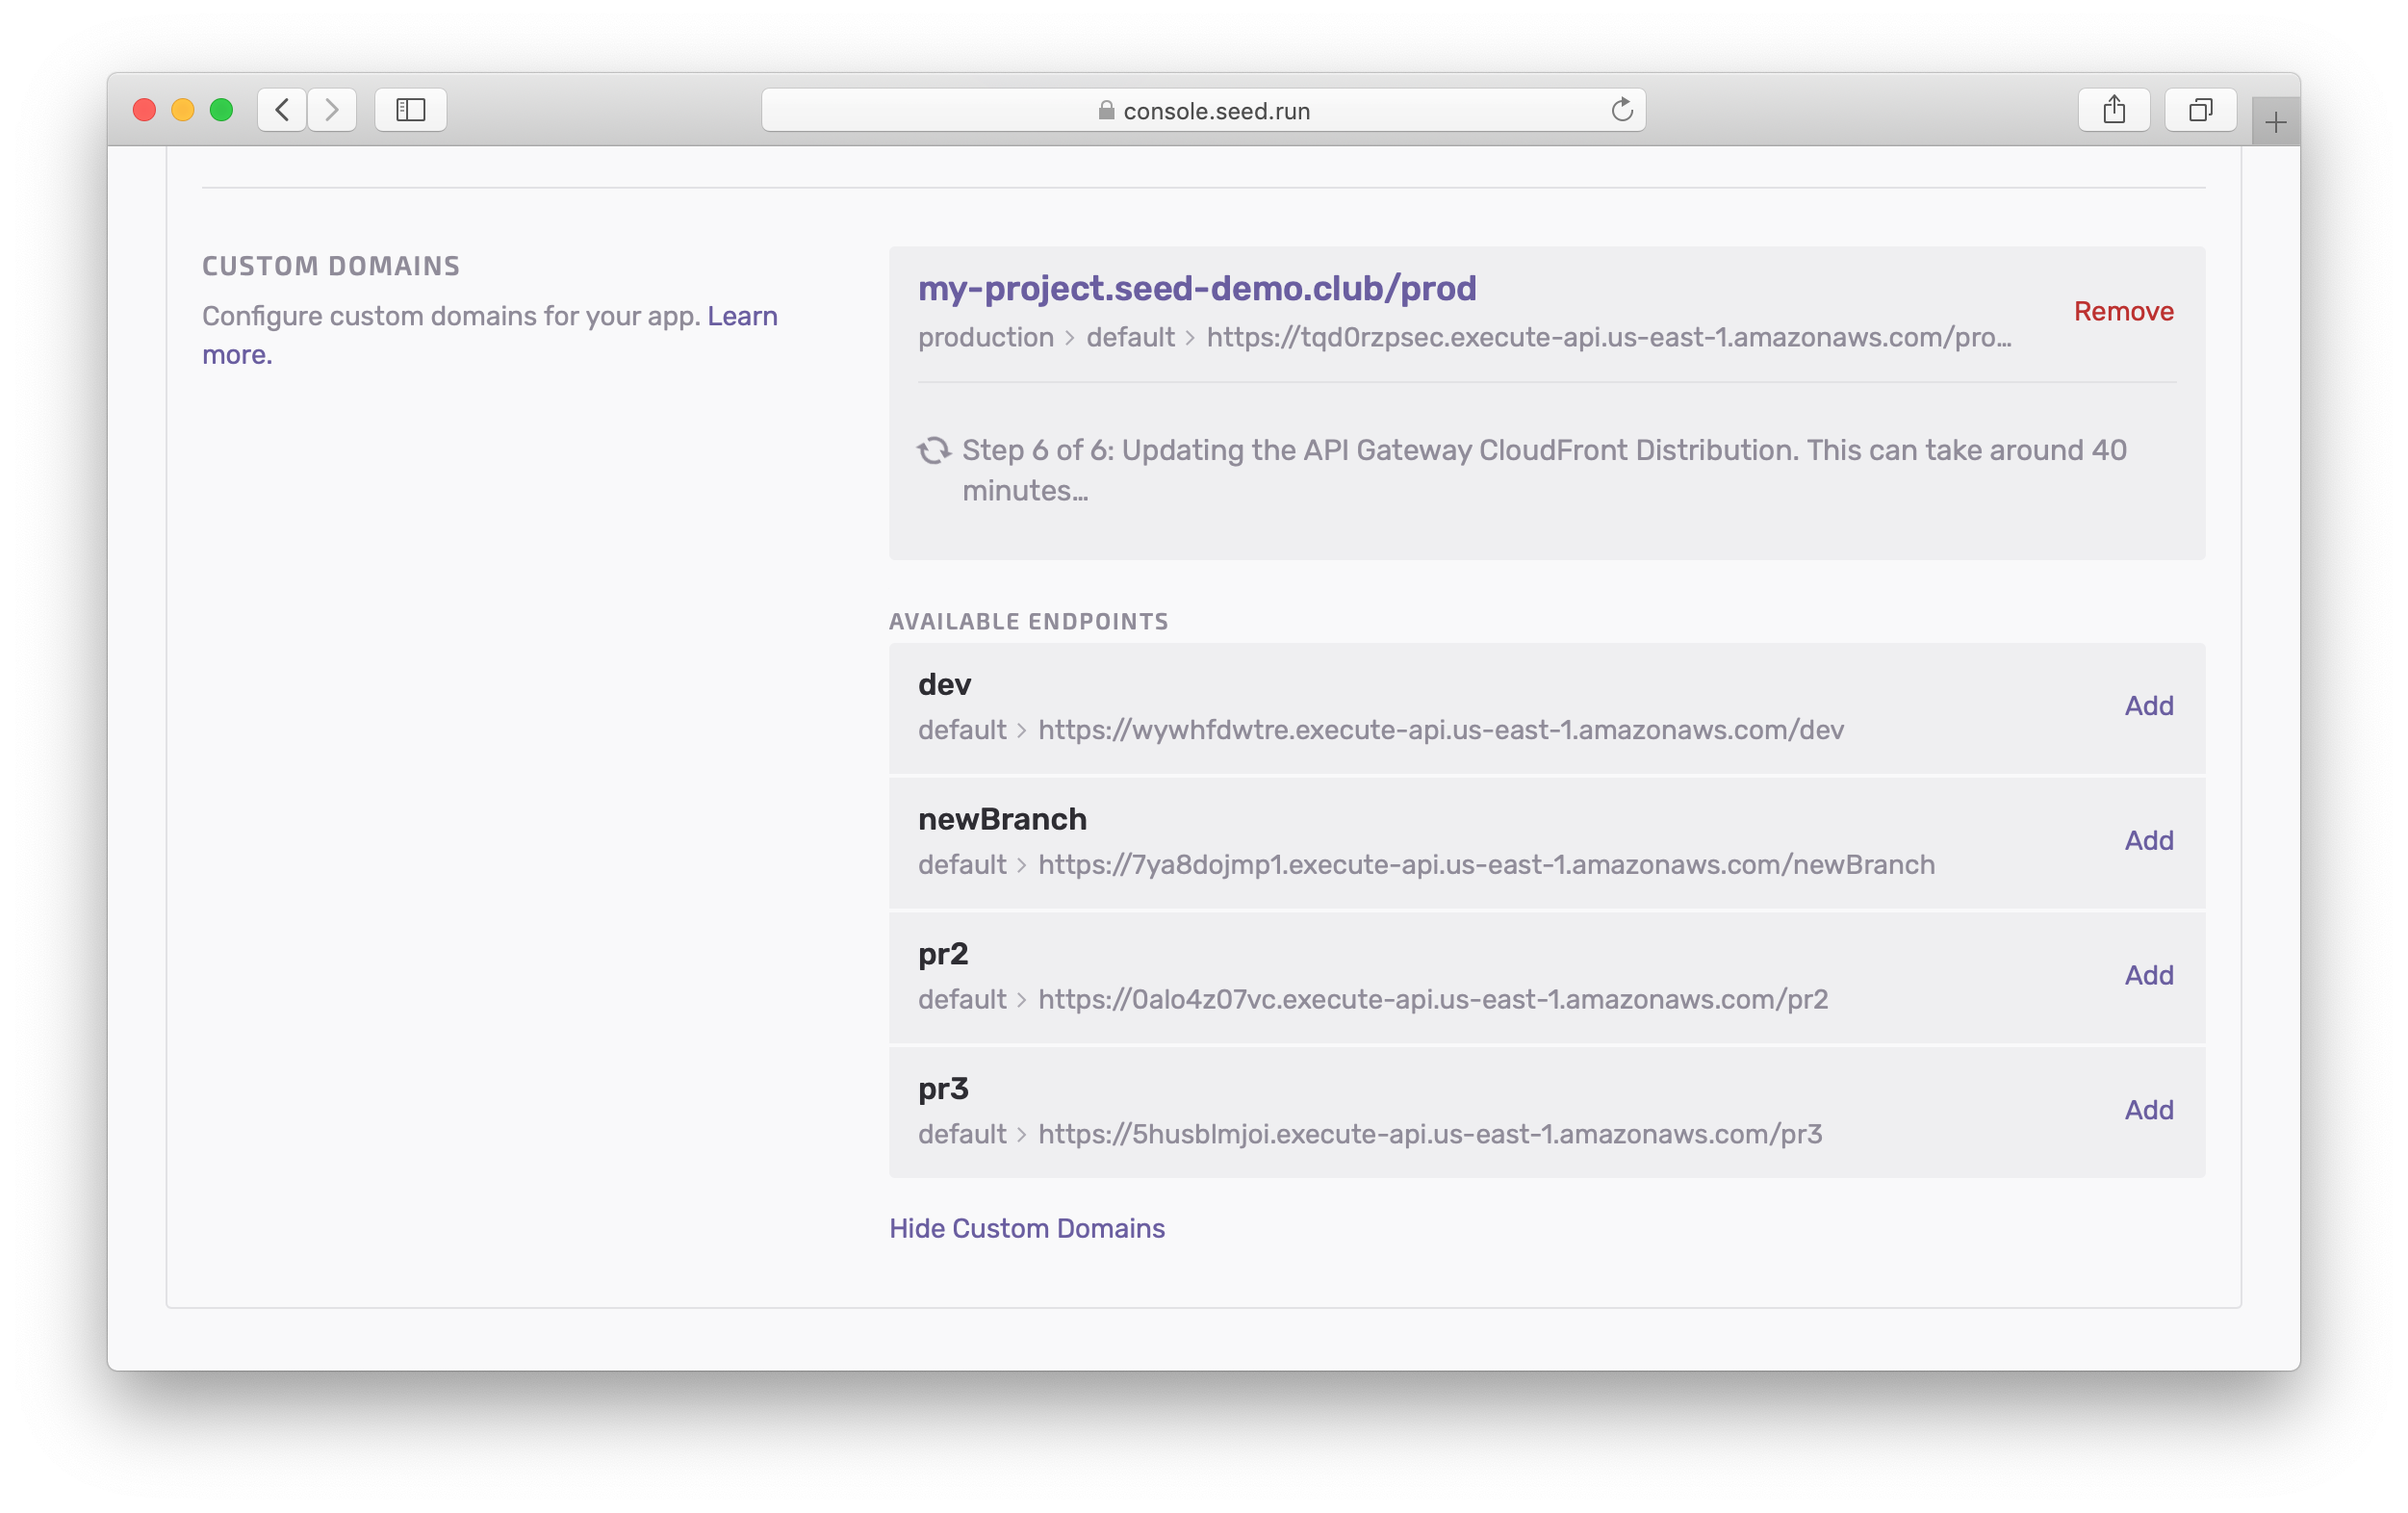 console.seed.run
CUSTOM DOMAINS
Configure custom domains for your app. Learn
more.
my-project.seed-demo.club/prod
production > default > https://tqd0rzpsec.execute-api.us-east-1.amazonaws.com/pro…
Remove
Step 6 of 6: Updating the API Gateway CloudFront Distribution. This can take around 40
minutes…
AVAILABLE ENDPOINTS
dev
default > https://wywhfdwtre.execute-api.us-east-1.amazonaws.com/dev
Add
newBranch
default > https://7ya8dojmp1.execute-api.us-east-1.amazonaws.com/newBranch
Add
pr2
default > https://0alo4z07vc.execute-api.us-east-1.amazonaws.com/pr2
Add
pr3
default > https://5husblmjoi.execute-api.us-east-1.amazonaws.com/pr3
Add
Hide Custom Domains